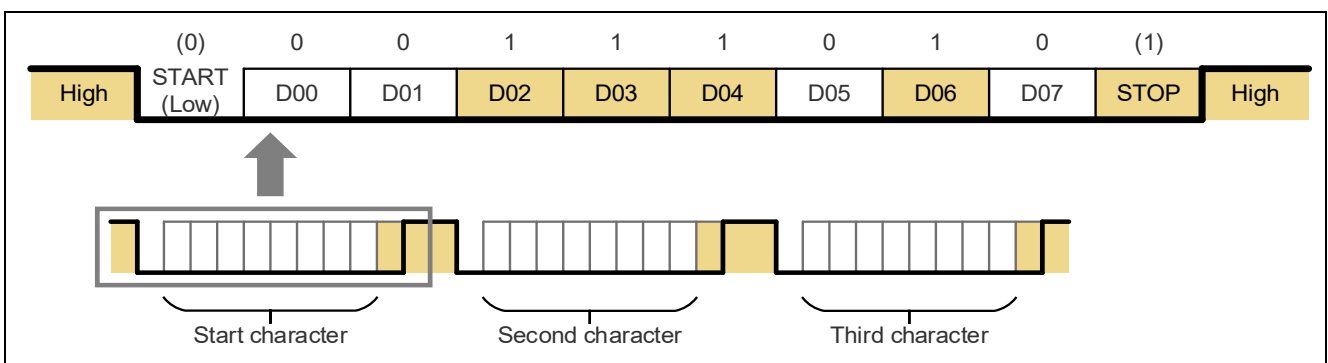 (0) 0 0 1 1 1 0 1 0 (1)
High START (Low) D00 D01 D02 D03 D04 D05 D06 D07 STOP High
Start character Second character Third character